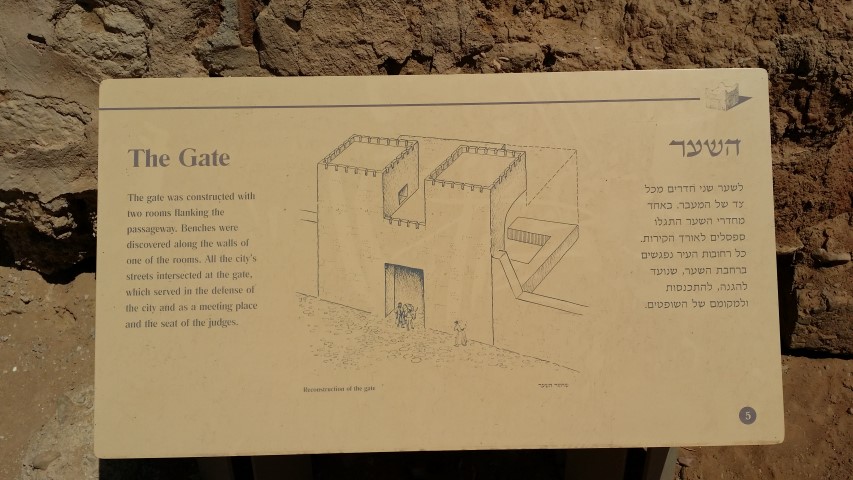 The Gate
The gate was constructed with
two rooms flanking the
passageway. Benches were
discovered along the walls of
one of the rooms. All the city's
streets intersected at the gate,
which served in the defense of
the city and as a meeting place
and the seat of the judges.
השער
לשער שני חדרים מכל
צד של המעבר. באחד
מחדרי השער התגלו
ספסלים לאורך הקירות.
כל רחובות העיר נפגשים
ברחבת השער, שנועד
להגנה, להתכנסות
ולמקומם של השופטים.
Reconstruction of the gate
שחזור השער
5